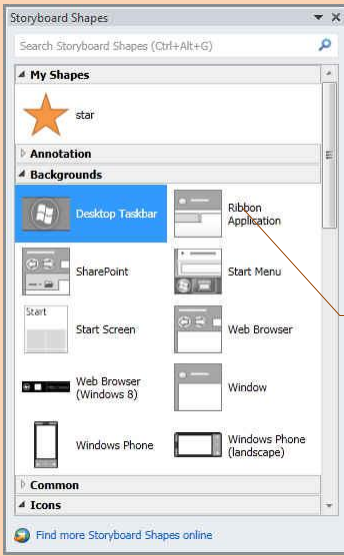 Storyboard Shapes
Search Storyboard Shapes (Ctrl+Alt+G)
My Shapes
star
Annotation
Backgrounds
Desktop Taskbar
Ribbon
Application
SharePoint
Start Menu
Start
Start Screen
Web Browser
Web Browser
(Windows 8)
Window
Windows Phone
Windows Phone
(landscape)
Common
Icons
Find more Storyboard Shapes online